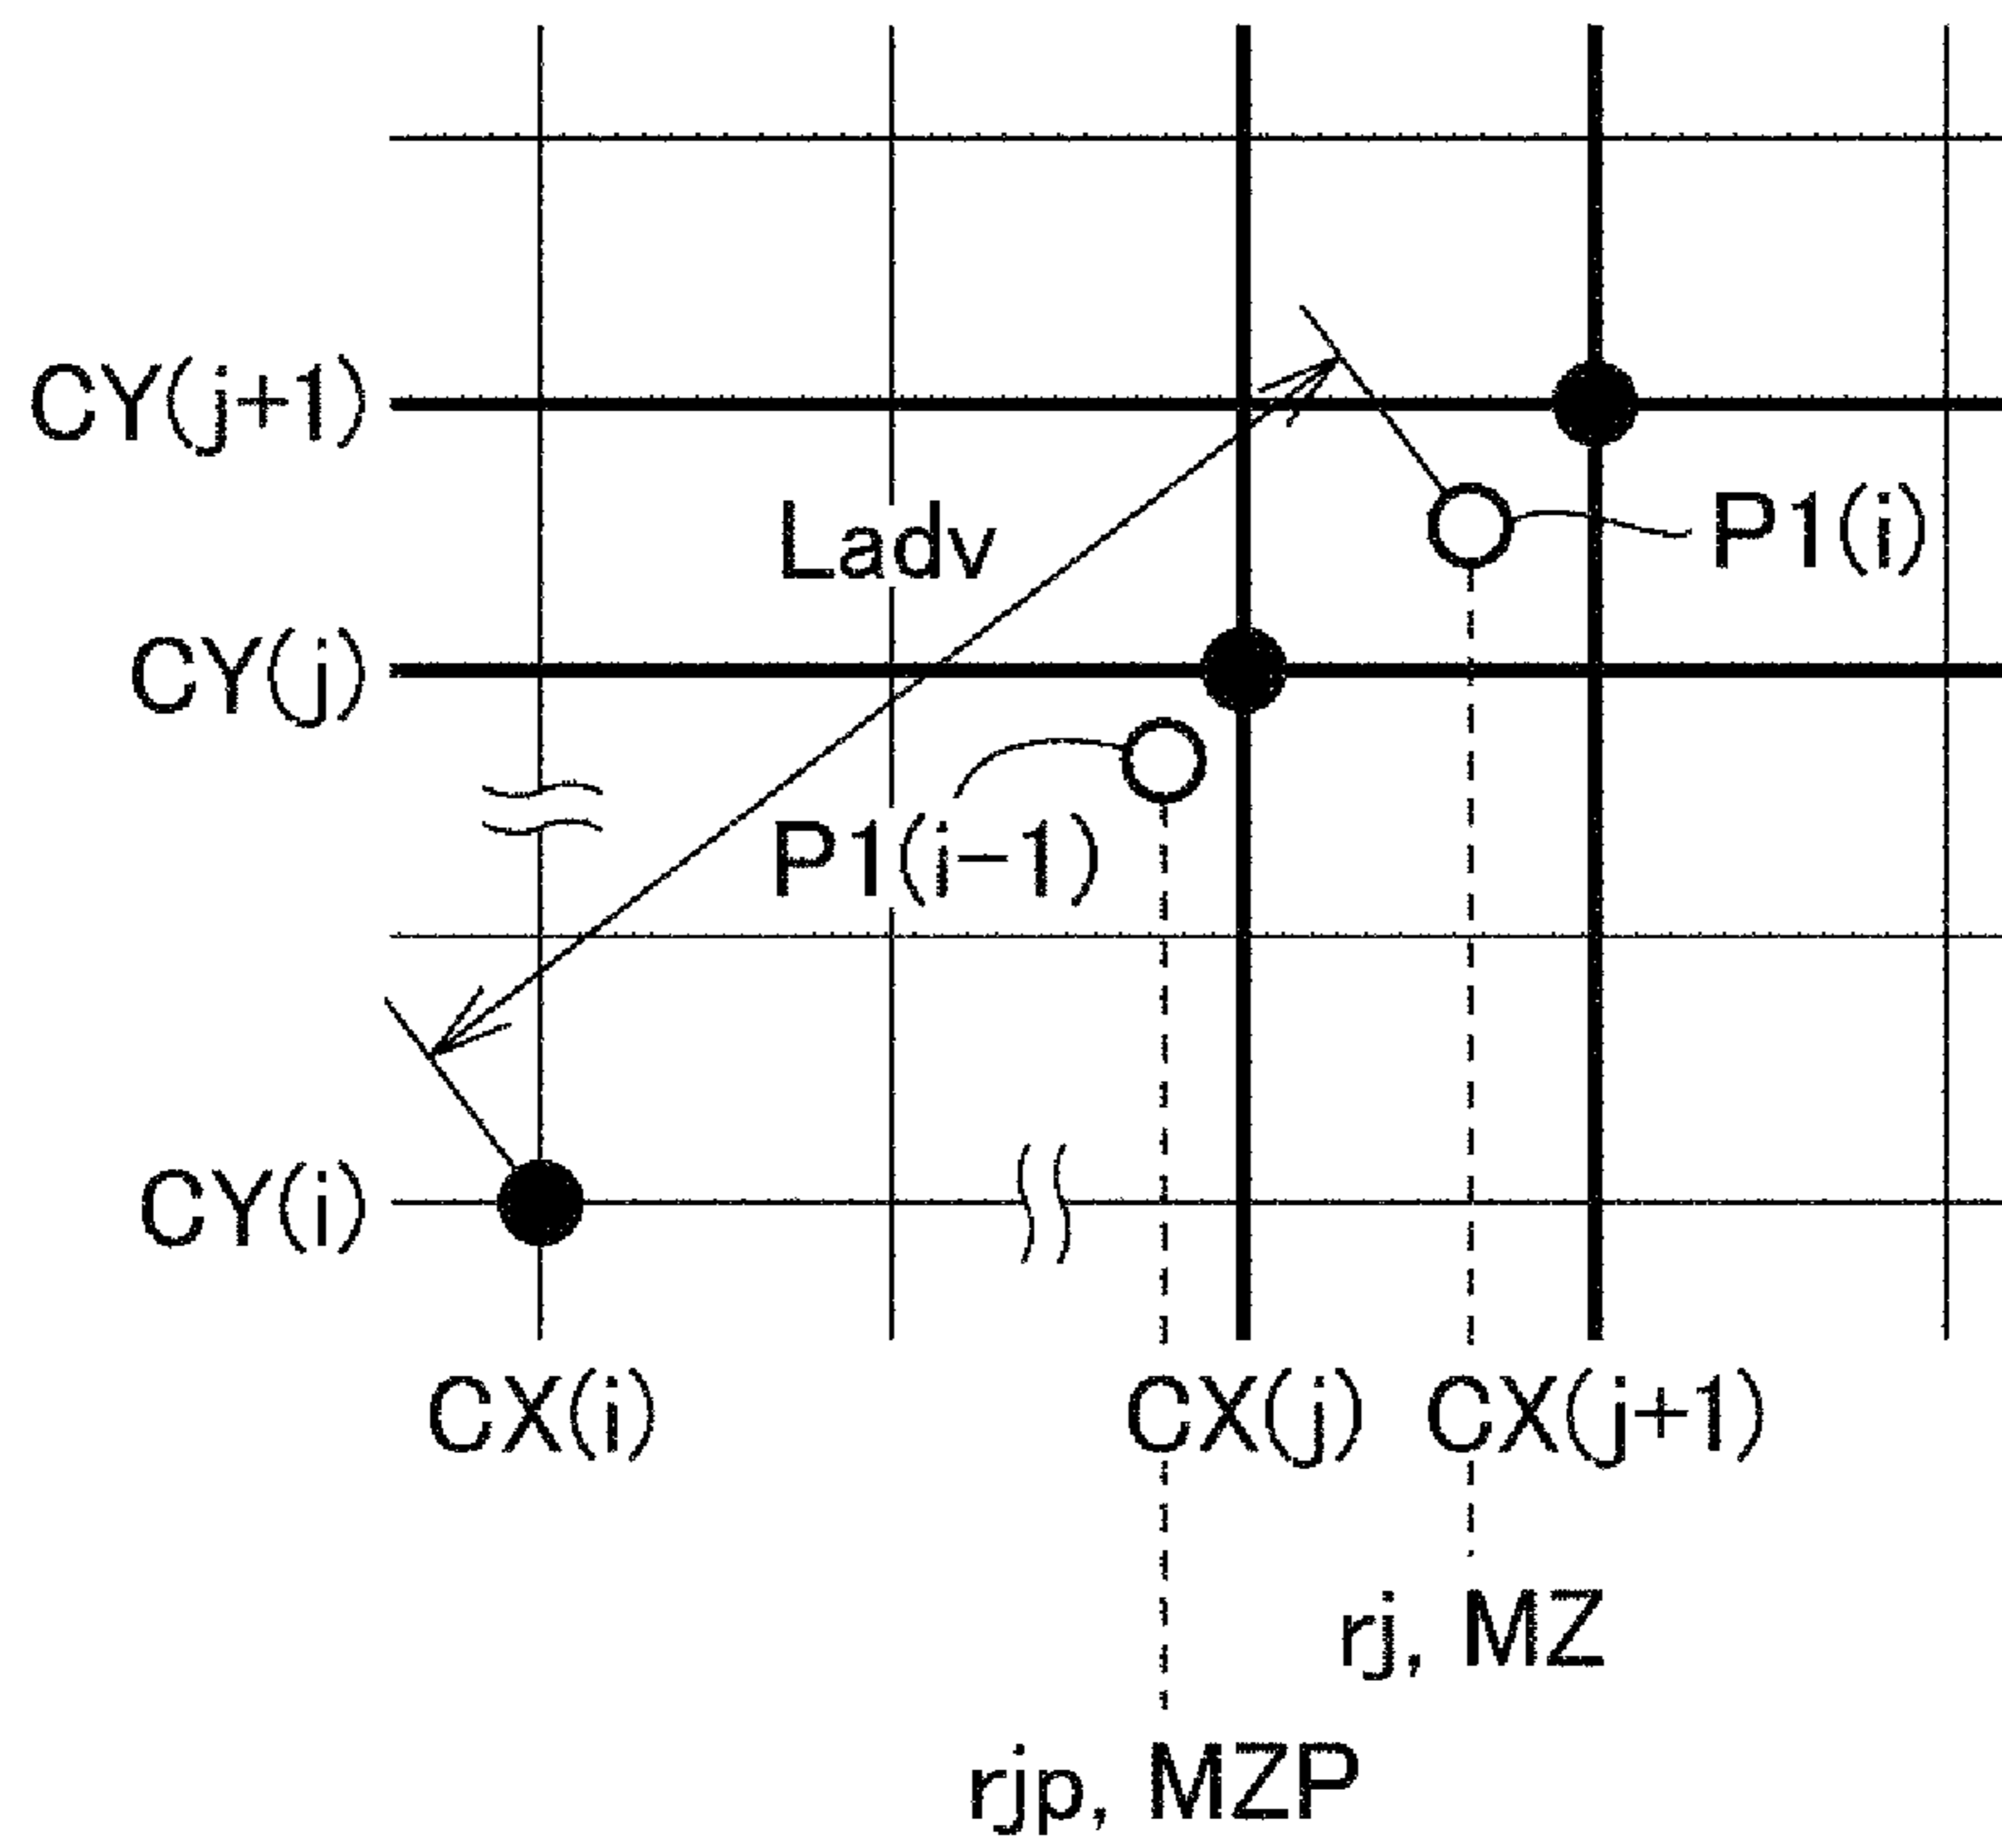 CY(j+1)
Ladv
P1(i)
CY(j)
P1(i-1)
CY(i)
CX(i)
CX(j)
CX(j+1)
rj, MZ
rjp, MZP